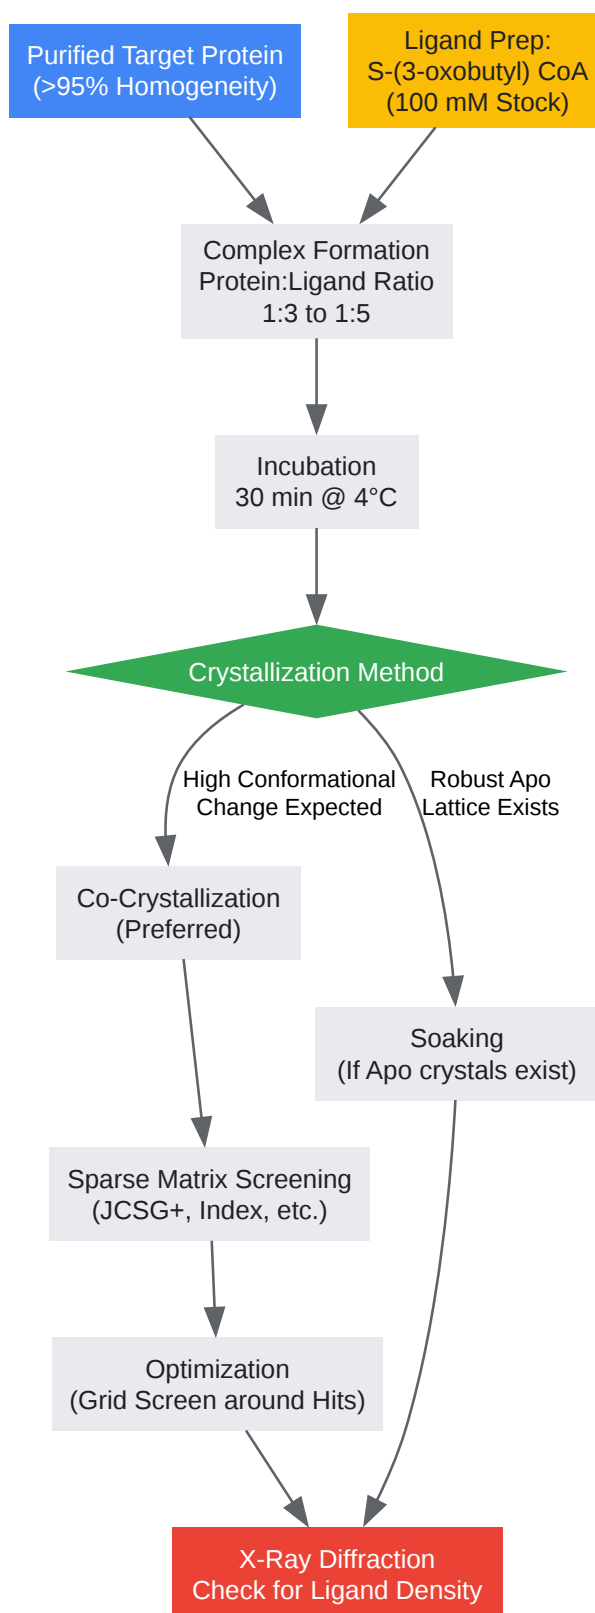 Purified Target Protein
(>95% Homogeneity)
Ligand Prep:
S-(3-oxobutyl) CoA
(100 mM Stock)
Complex Formation
Protein:Ligand Ratio
1:3 to 1:5
Incubation
30 min @ 4°C
Crystallization Method
High Conformational
Change Expected
Robust Apo
Lattice Exists
Co-Crystallization
(Preferred)
Soaking
(If Apo crystals exist)
Sparse Matrix Screening
(JCSG+, Index, etc.)
Optimization
(Grid Screen around Hits)
X-Ray Diffraction
Check for Ligand Density